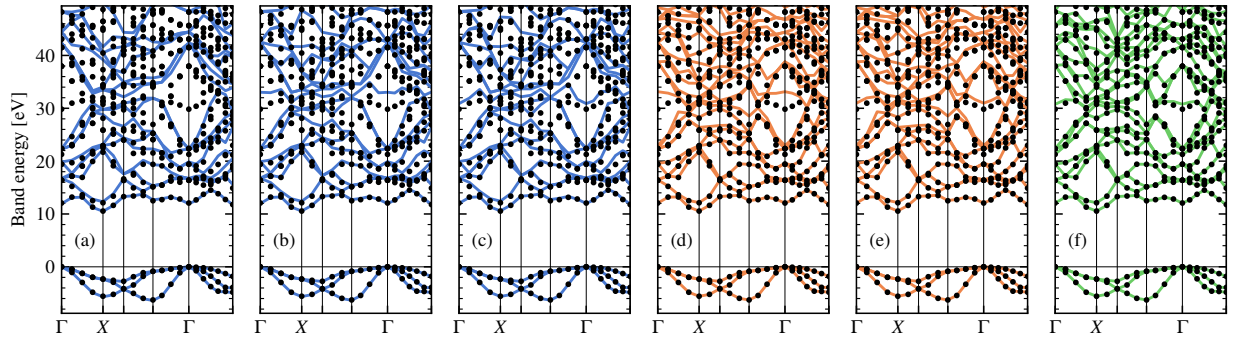 Band energy [eV]
40
30
20
10
0
(a)
(b)
(c)
(d)
(e)
(f)
Γ X Γ
Γ X Γ
Γ X Γ
Γ X Γ
Γ X Γ
Γ X Γ